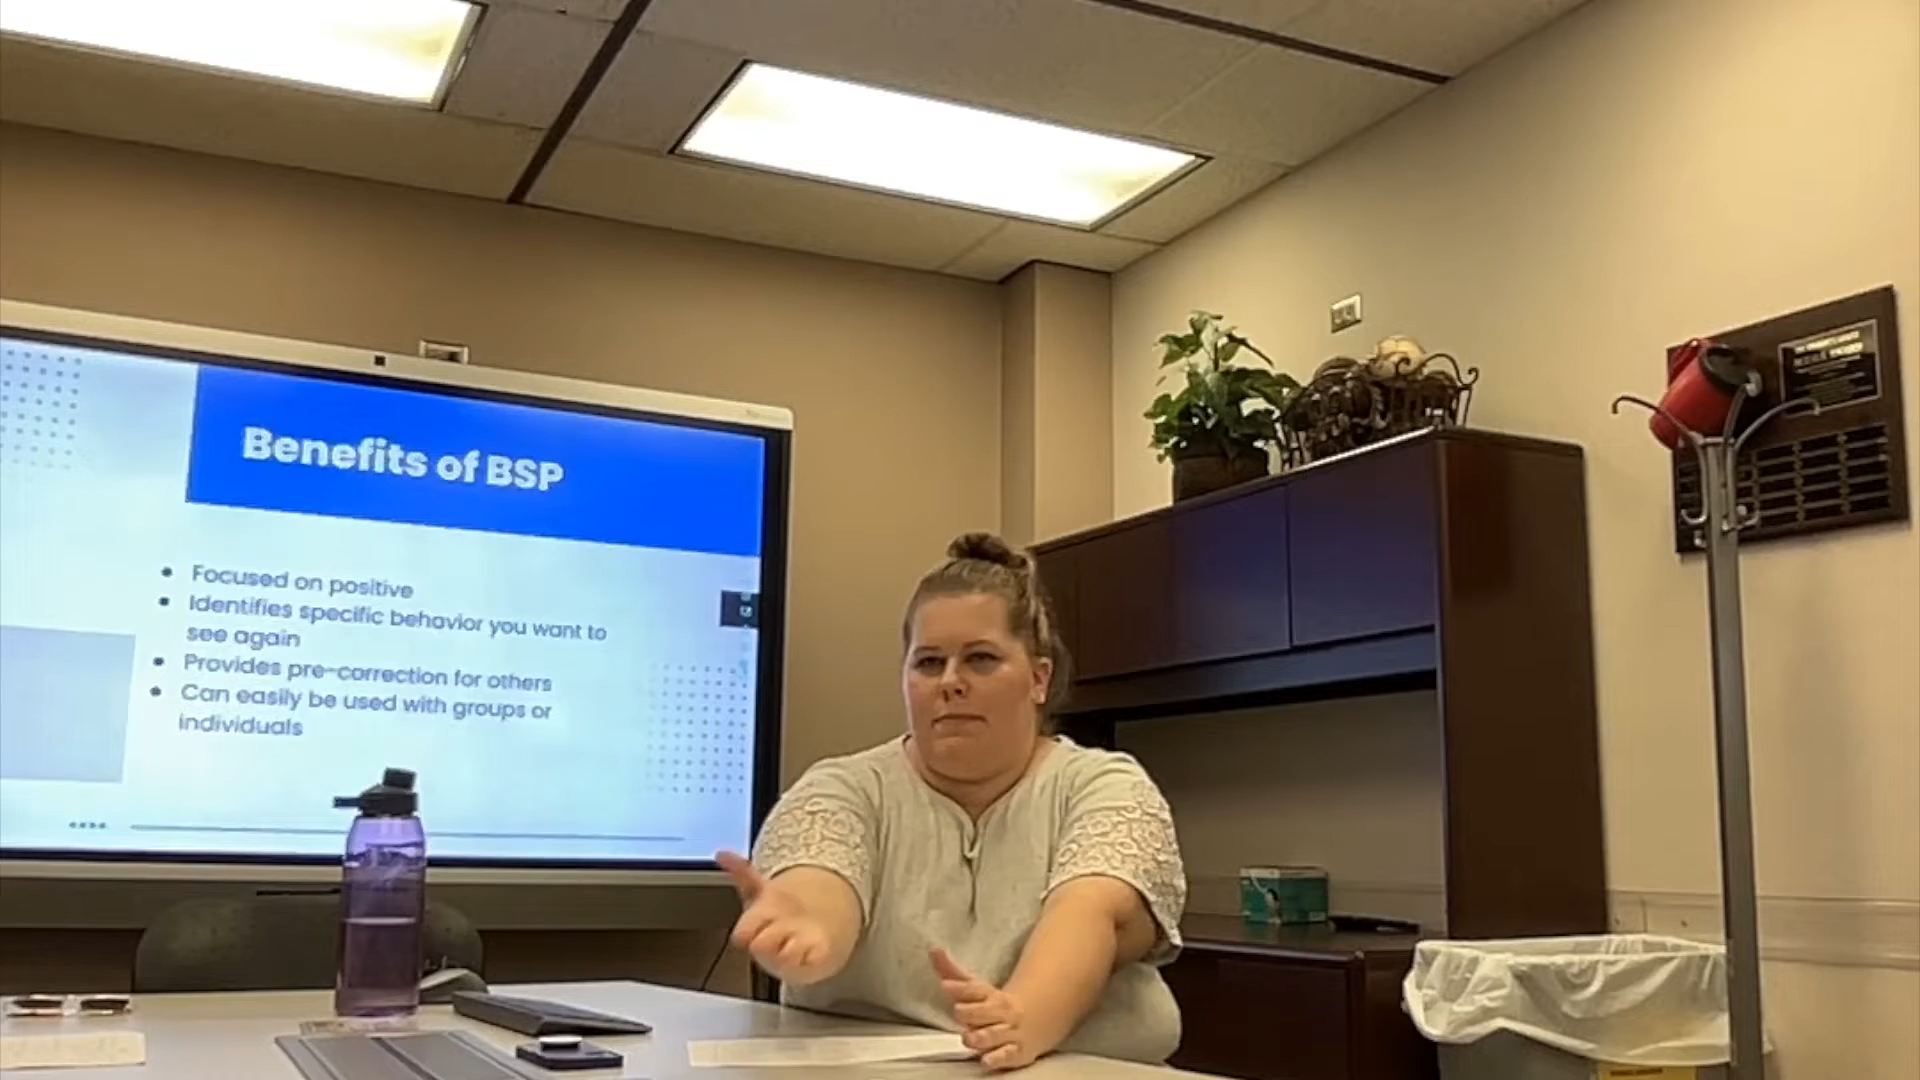 Benefits of BSP
• Focused on positive
• Identifies specific behavior you want to
see again
• Provides pre-correction for others
• Can easily be used with groups or
individuals